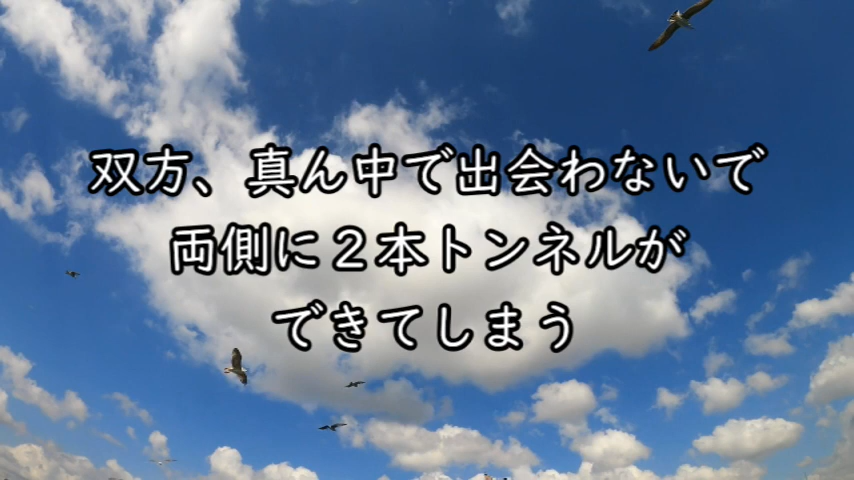 双方、真ん中で出会わないで
両側に２本トンネルが
できてしまう